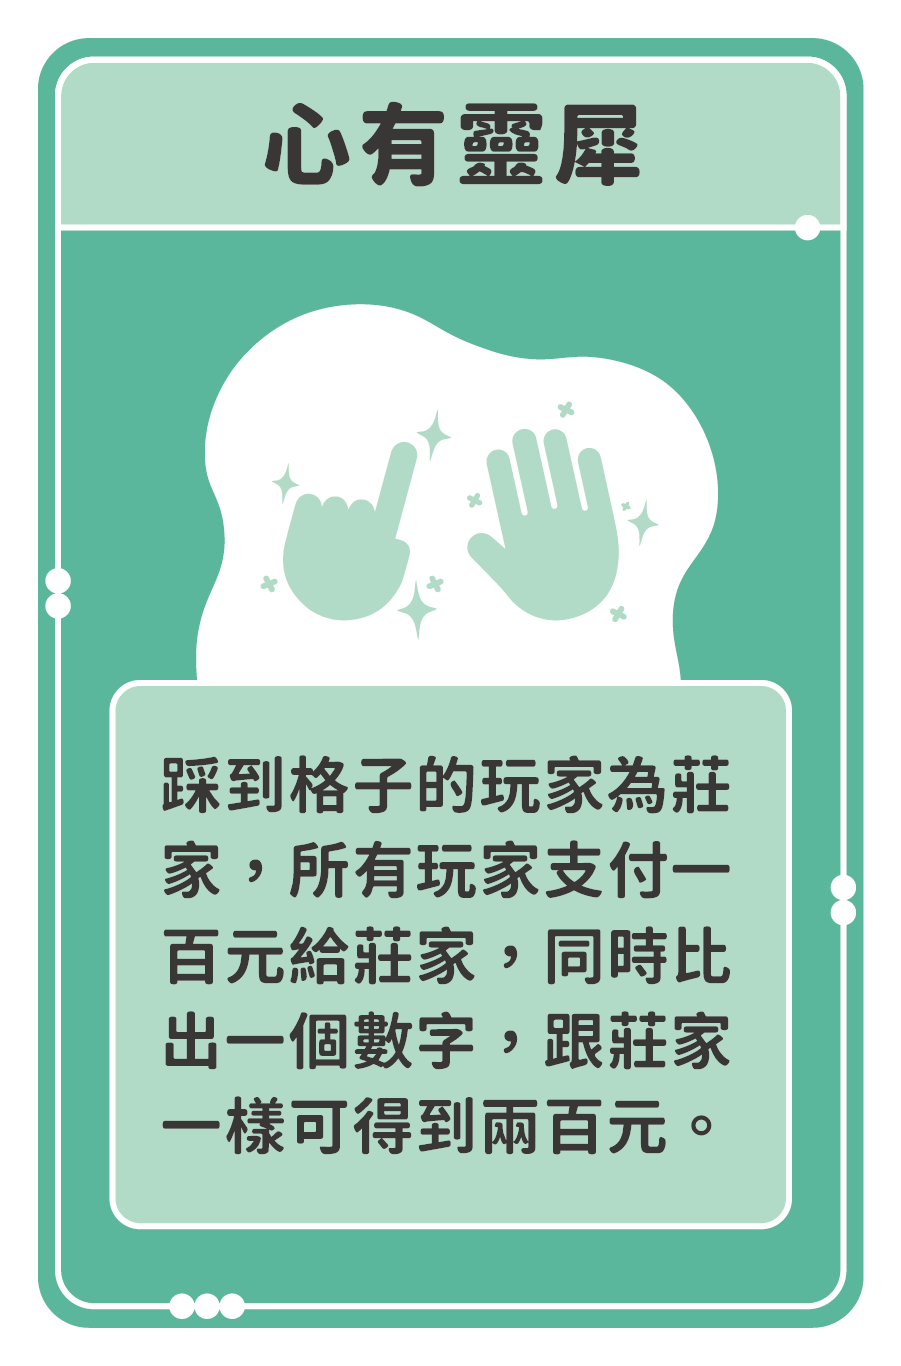 心有靈犀
踩到格子的玩家為莊
家，所有玩家支付一
百元給莊家，同時比
出一個數字，跟莊家
一樣可得到兩百元。